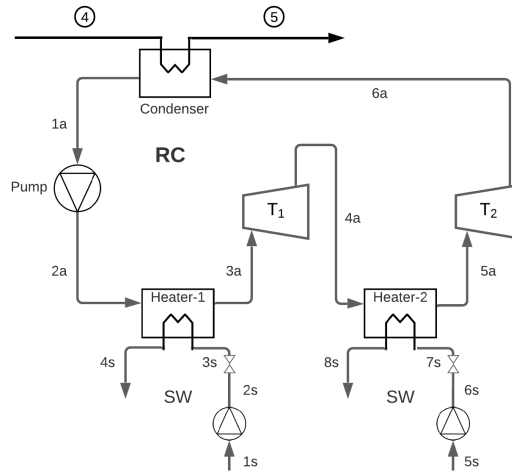 4
5
Condenser
6a
1a
RC
Pump
T1
T2
4a
2a
3a
5a
Heater-1
Heater-2
4s
3s
8s
7s
SW
2s
SW
6s
1s
5s